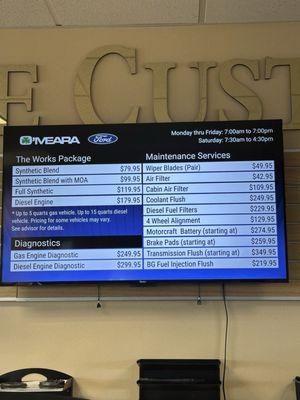 E CUST
O'MEARA Ford
Monday thru Friday: 7:00am to 7:00pm
Saturday: 7:30am to 4:30pm
The Works Package
Synthetic Blend $79.95
Synthetic Blend with MOA $99.95
Full Synthetic $119.95
Diesel Engine $179.95
* Up to 5 quarts gas vehicle. Up to 15 quarts diesel
vehicle. Pricing for some vehicles may vary.
See advisor for details.
Diagnostics
Gas Engine Diagnostic $249.95
Diesel Engine Diagnostic $299.95
Maintenance Services
Wiper Blades (Pair) $49.95
Air Filter $42.95
Cabin Air Filter $109.95
Coolant Flush $249.95
Diesel Fuel Filters $229.95
4 Wheel Alignment $129.95
Motorcraft Battery (starting at) $274.95
Brake Pads (starting at) $259.95
Transmission Flush (starting at) $349.95
BG Fuel Injection Flush $219.95